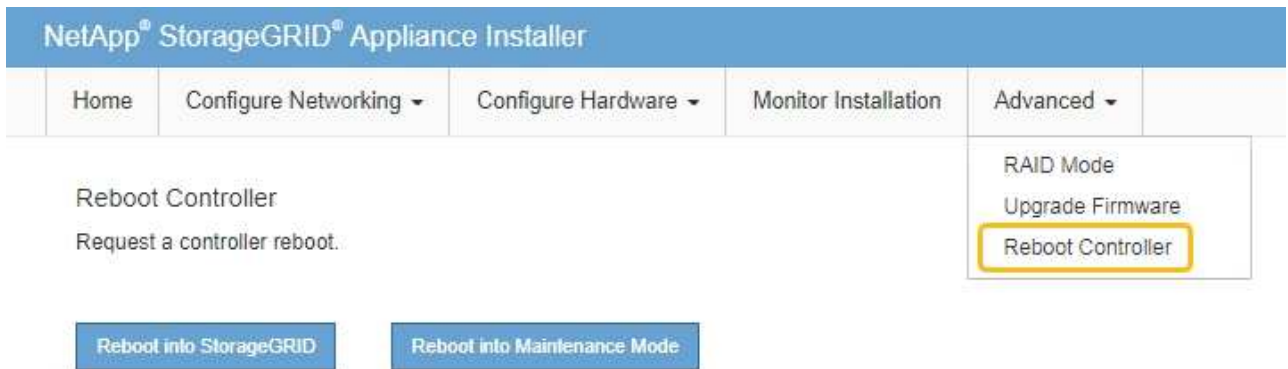 NetApp® StorageGRID® Appliance Installer
Home Configure Networking Configure Hardware Monitor Installation Advanced
RAID Mode
Upgrade Firmware
Reboot Controller
Reboot Controller
Request a controller reboot.
Reboot into StorageGRID Reboot into Maintenance Mode